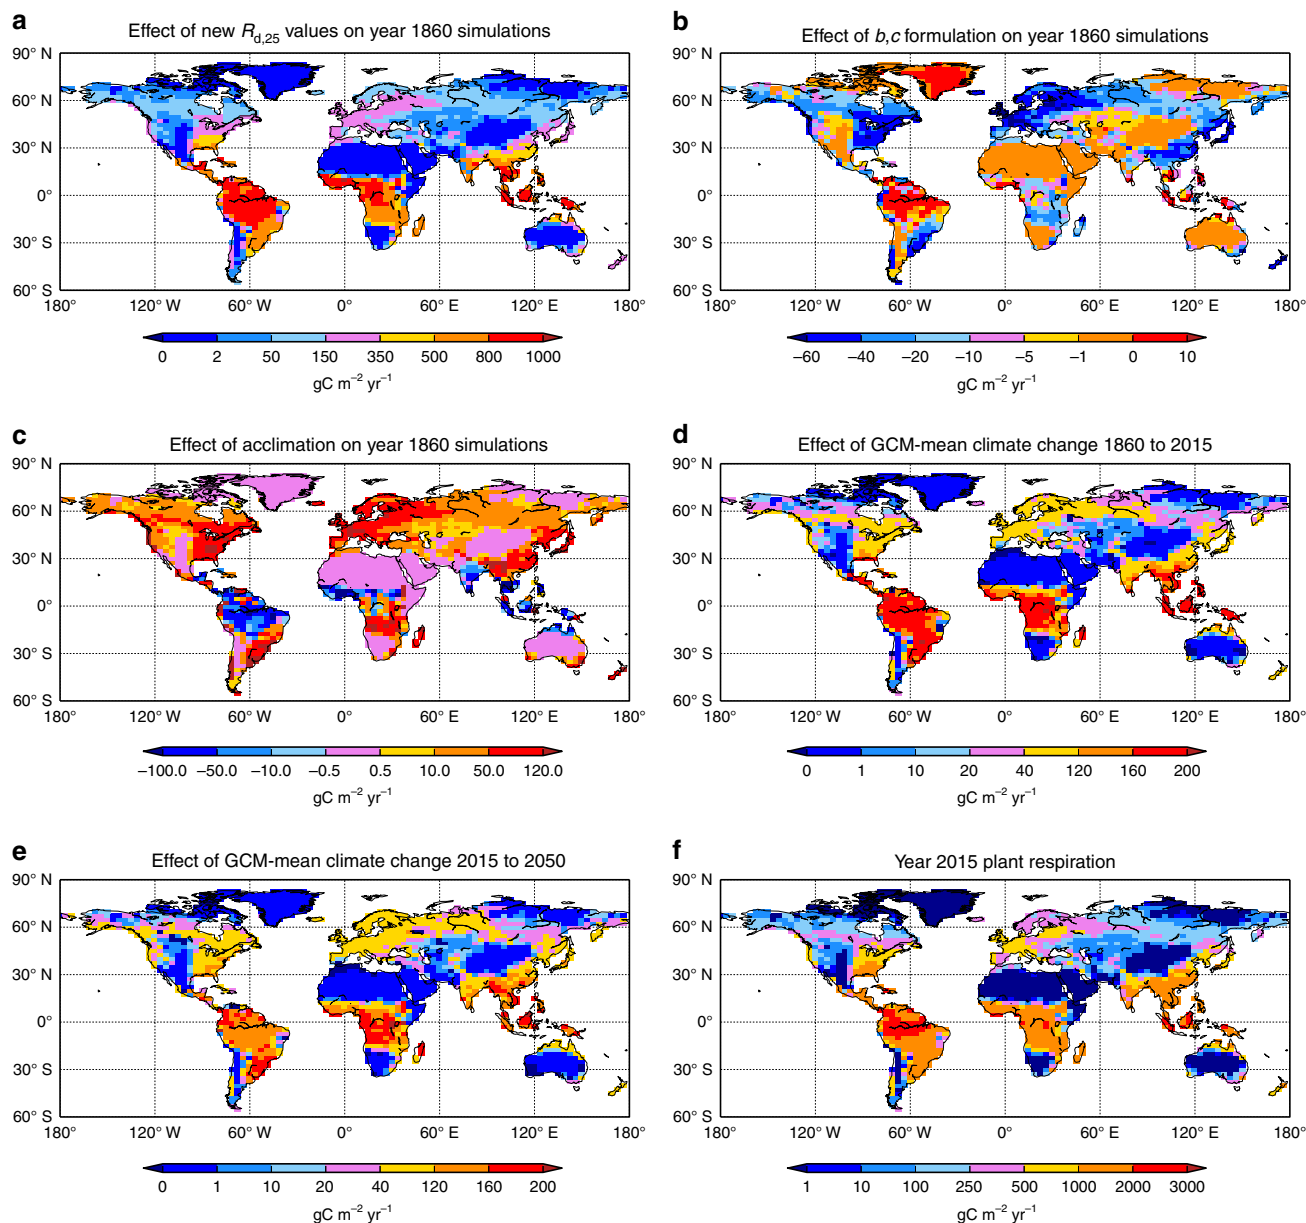 a
Effect of new Rd,25 values on year 1860 simulations
90° N
60° N
30° N
0°
30° S
60° S
180° 120° W 60° W 0° 60° E 120° E 180°
0 2 50 150 350 500 800 1000
gC m−2 yr−1
b
Effect of b,c formulation on year 1860 simulations
90° N
60° N
30° N
0°
30° S
60° S
180° 120° W 60° W 0° 60° E 120° E 180°
−60 −40 −20 −10 −5 −1 0 10
gC m−2 yr−1
c
Effect of acclimation on year 1860 simulations
90° N
60° N
30° N
0°
30° S
60° S
180° 120° W 60° W 0° 60° E 120° E 180°
−100.0 −50.0 −10.0 −0.5 0.5 10.0 50.0 120.0
gC m−2 yr−1
d
Effect of GCM-mean climate change 1860 to 2015
90° N
60° N
30° N
0°
30° S
60° S
180° 120° W 60° W 0° 60° E 120° E 180°
0 1 10 20 40 120 160 200
gC m−2 yr−1
e
Effect of GCM-mean climate change 2015 to 2050
90° N
60° N
30° N
0°
30° S
60° S
180° 120° W 60° W 0° 60° E 120° E 180°
0 1 10 20 40 120 160 200
gC m−2 yr−1
f
Year 2015 plant respiration
90° N
60° N
30° N
0°
30° S
60° S
180° 120° W 60° W 0° 60° E 120° E 180°
1 10 100 250 500 1000 2000 3000
gC m−2 yr−1